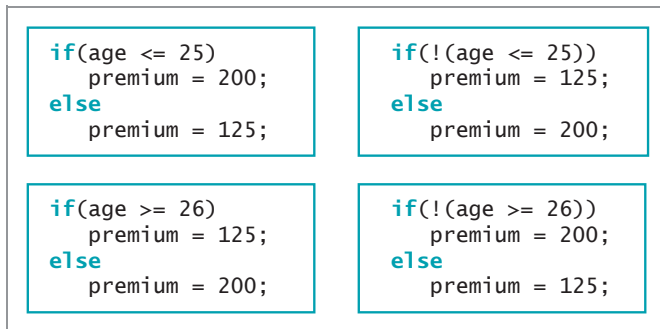 if(age <= 25)
   premium = 200;
else
   premium = 125;
if(!(age <= 25))
   premium = 125;
else
   premium = 200;
if(age >= 26)
   premium = 125;
else
   premium = 200;
if(!(age >= 26))
   premium = 200;
else
   premium = 125;